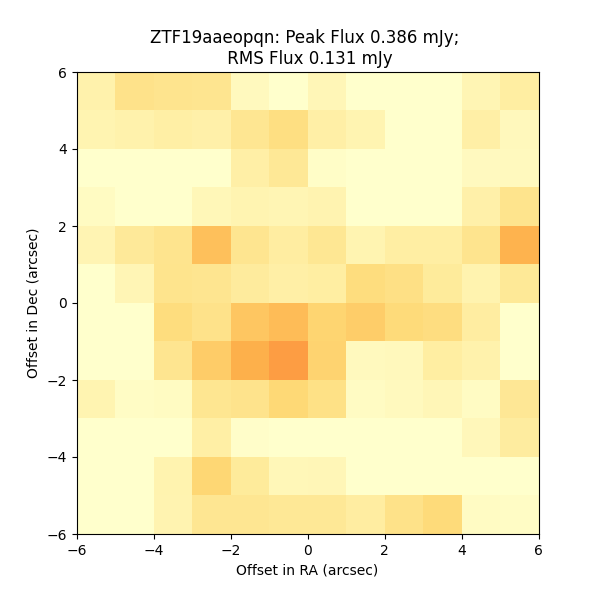 ZTF19aaeopqn: Peak Flux 0.386 mJy;
RMS Flux 0.131 mJy
6
4
2
0
−2
−4
−6
Offset in Dec (arcsec)
−6 −4 −2 0 2 4 6
Offset in RA (arcsec)